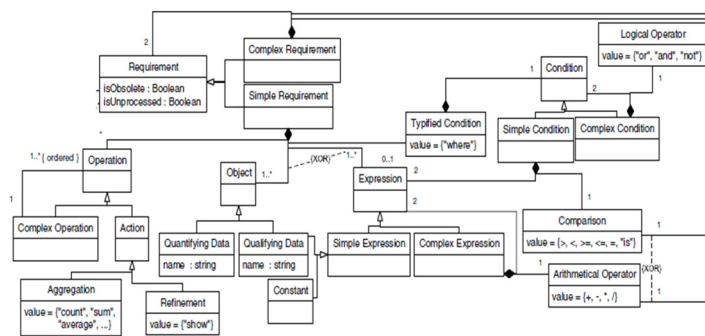 2
Complex Requirement
Logical Operator
value = {"or", "and", "not"}
Requirement
isObsolete : Boolean
isUnprocessed : Boolean
Simple Requirement
1
Condition
2
1
Typified Condition
value = {"where"}
Simple Condition
Complex Condition
*
1..* { ordered }
Operation
Object
1..*
{XOR}
1..*
0..1
Expression
2
2
1
1
Complex Operation
Action
Quantifying Data
name : string
Qualifying Data
name : string
Simple Expression
Complex Expression
Comparison
value = {>, <, >=, <=, =, "is"}
1
Constant
1
Arithmetical Operator
value = {+, -, *, /}
{XOR}
1
Aggregation
value = {"count", "sum",
"average", ...}
Refinement
value = {"show"}